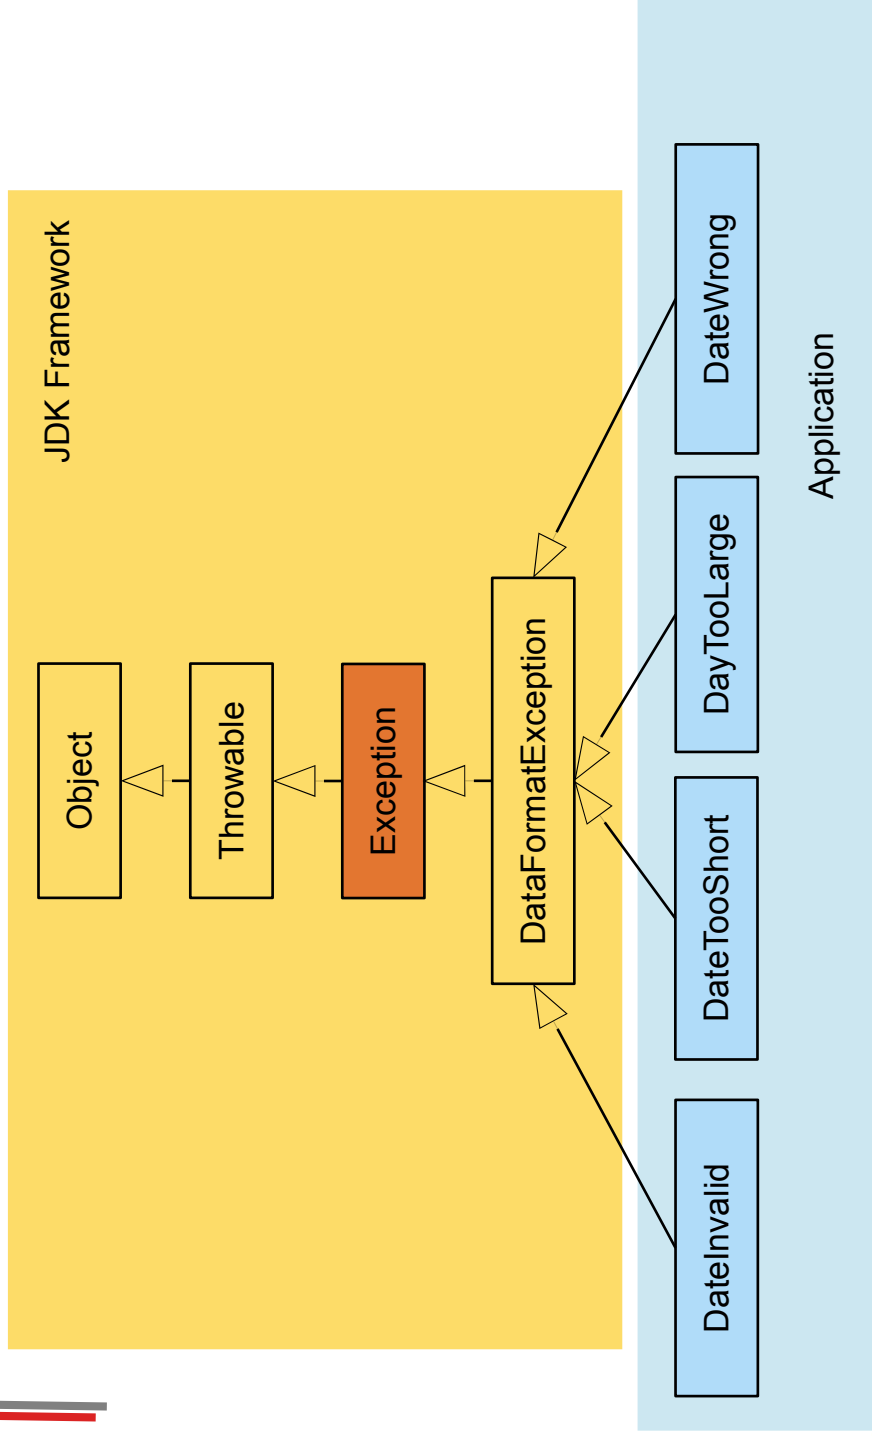 JDK Framework
Object
Throwable
Exception
DataFormatException
DateInvalid
DateTooShort
DayTooLarge
DateWrong
Application